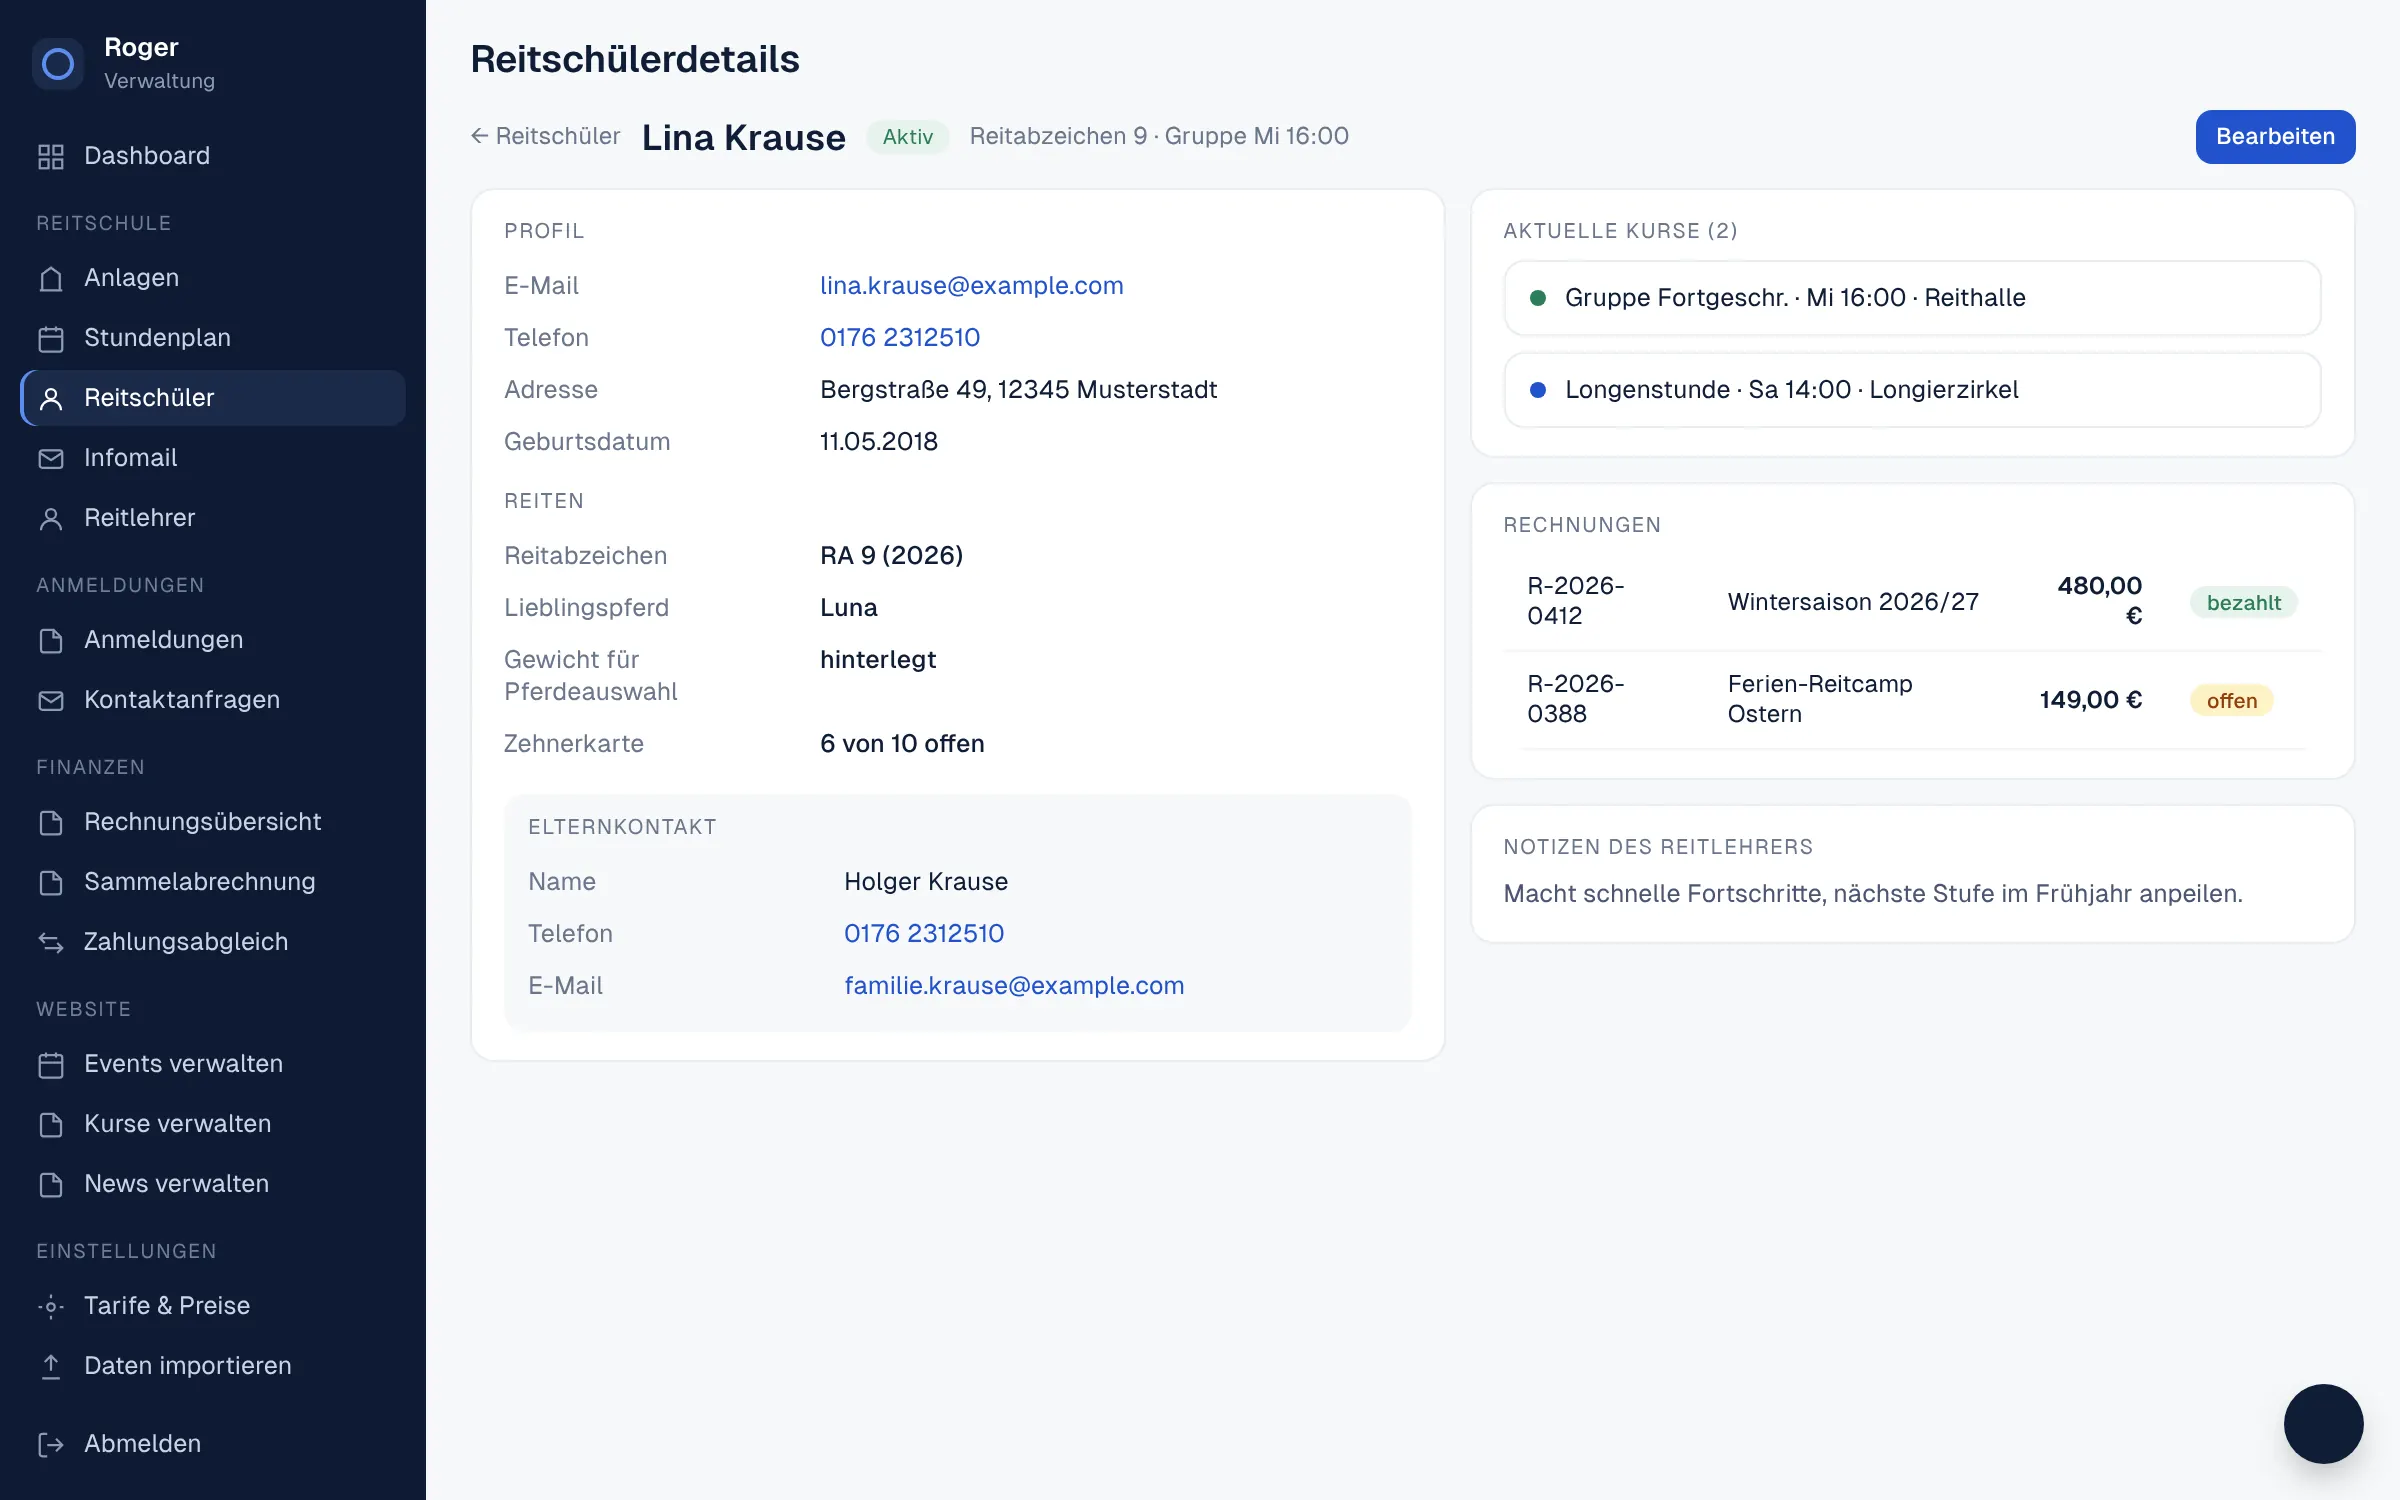 Roger
Verwaltung
Dashboard
REITSCHULE
Anlagen
Stundenplan
Reitschüler
Infomail
Reitlehrer
ANMELDUNGEN
Anmeldungen
Kontaktanfragen
FINANZEN
Rechnungsübersicht
Sammelabrechnung
Zahlungsabgleich
WEBSITE
Events verwalten
Kurse verwalten
News verwalten
EINSTELLUNGEN
Tarife & Preise
Daten importieren
Abmelden
Reitschülerdetails
← Reitschüler Lina Krause Aktiv Reitabzeichen 9 · Gruppe Mi 16:00
Bearbeiten
PROFIL
E-Mail lina.krause@example.com
Telefon 0176 2312510
Adresse Bergstraße 49, 12345 Musterstadt
Geburtsdatum 11.05.2018
REITEN
Reitabzeichen RA 9 (2026)
Lieblingspferd Luna
Gewicht für hinterlegt
Pferdeauswahl
Zehnerkarte 6 von 10 offen
ELTERNKONTAKT
Name Holger Krause
Telefon 0176 2312510
E-Mail familie.krause@example.com
AKTUELLE KURSE (2)
Gruppe Fortgeschr. · Mi 16:00 · Reithalle
Longenstunde · Sa 14:00 · Longierzirkel
RECHNUNGEN
R-2026-
0412
Wintersaison 2026/27
480,00
€
bezahlt
R-2026-
0388
Ferien-Reitcamp
Ostern
149,00 €
offen
NOTIZEN DES REITLEHRERS
Macht schnelle Fortschritte, nächste Stufe im Frühjahr anpeilen.